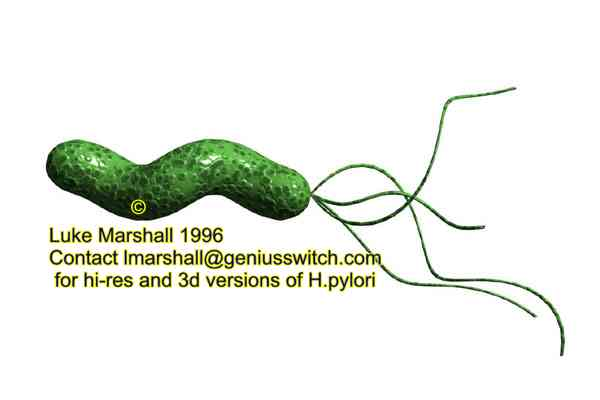 ©
Luke Marshall 1996
Contact lmarshall@geniusswitch.com
for hi-res and 3d versions of H.pylori